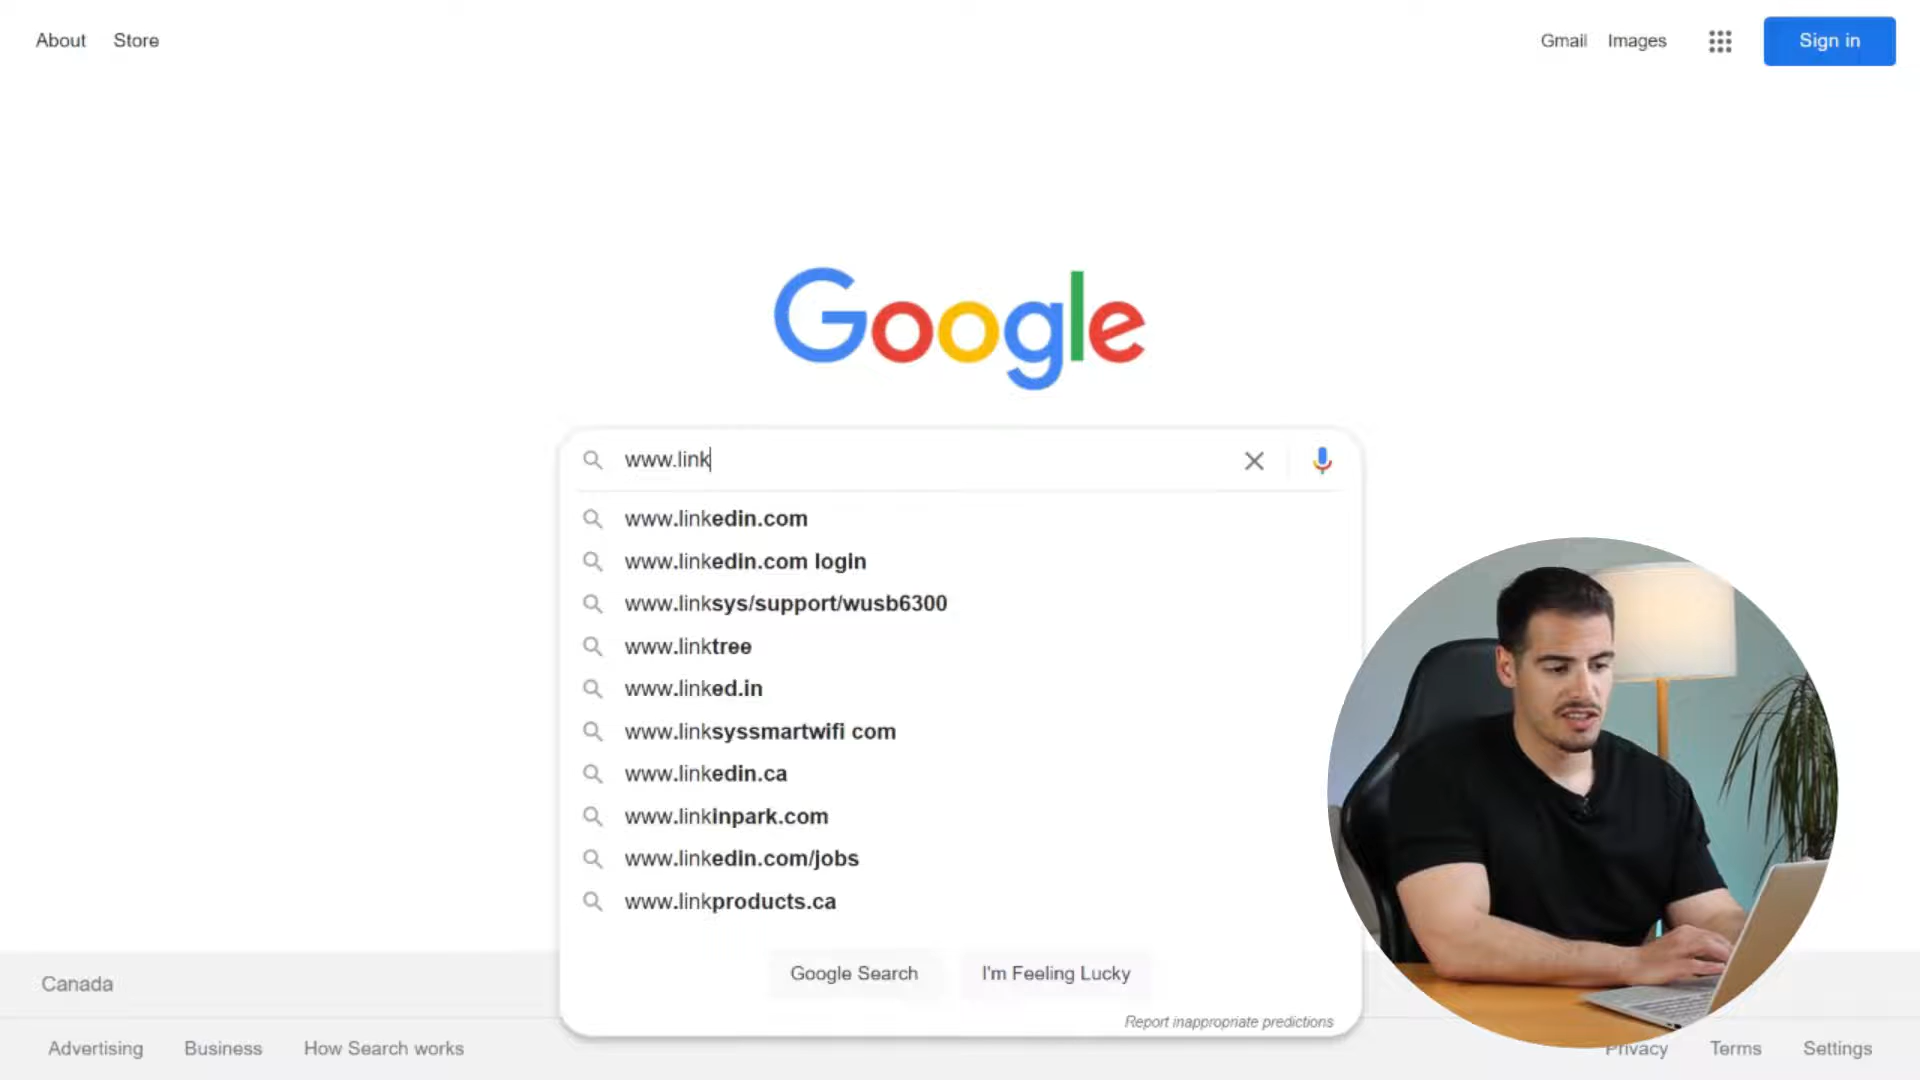 About Store
Gmail Images Sign in
Google
www.link
www.linkedin.com
www.linkedin.com login
www.linksys/support/wusb6300
www.linktree
www.linked.in
www.linksyssmartwifi com
www.linkedin.ca
www.linkinpark.com
www.linkedin.com/jobs
www.linkproducts.ca
Google Search I'm Feeling Lucky
Report inappropriate predictions
Canada
Advertising Business How Search works
Privacy Terms Settings